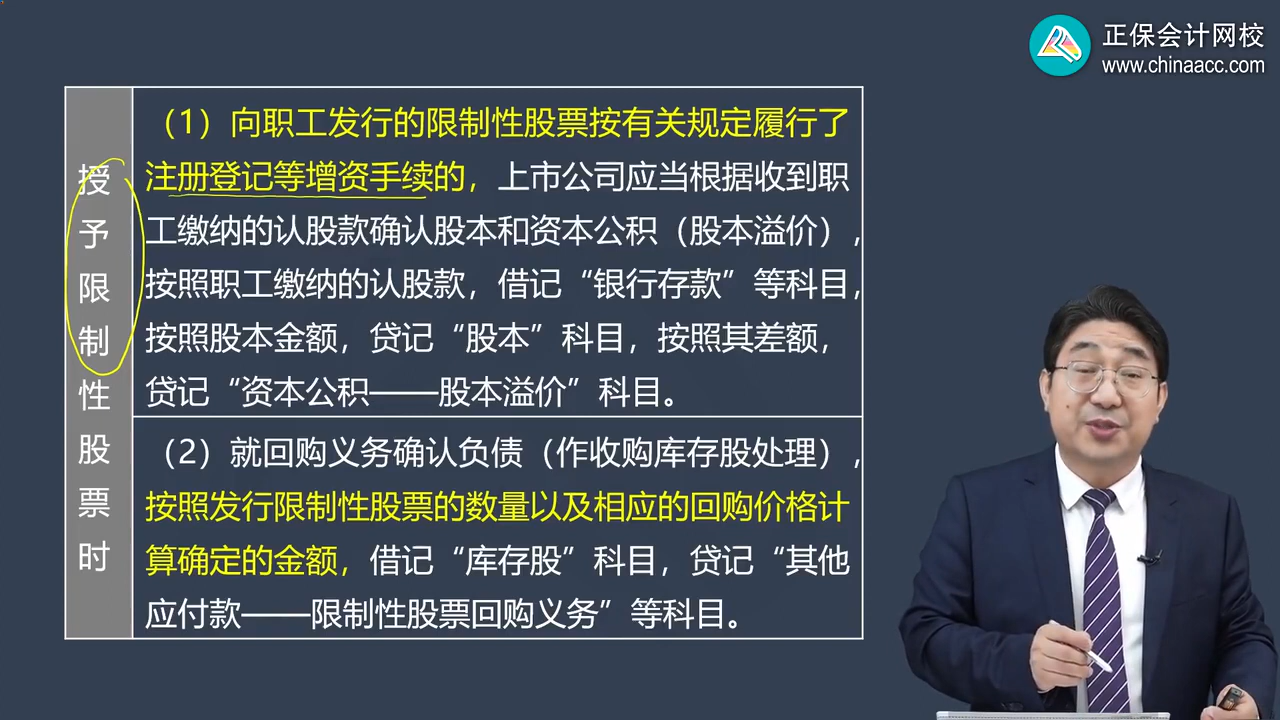 正保会计网校
www.chinaacc.com
授予限制性股票时
（1）向职工发行的限制性股票按有关规定履行了
注册登记等增资手续的，上市公司应当根据收到职
工缴纳的认股款确认股本和资本公积（股本溢价），
按照职工缴纳的认股款，借记“银行存款”等科目，
按照股本金额，贷记“股本”科目，按照其差额，
贷记“资本公积——股本溢价”科目。
（2）就回购义务确认负债（作收购库存股处理），
按照发行限制性股票的数量以及相应的回购价格计
算确定的金额，借记“库存股”科目，贷记“其他
应付款——限制性股票回购义务”等科目。